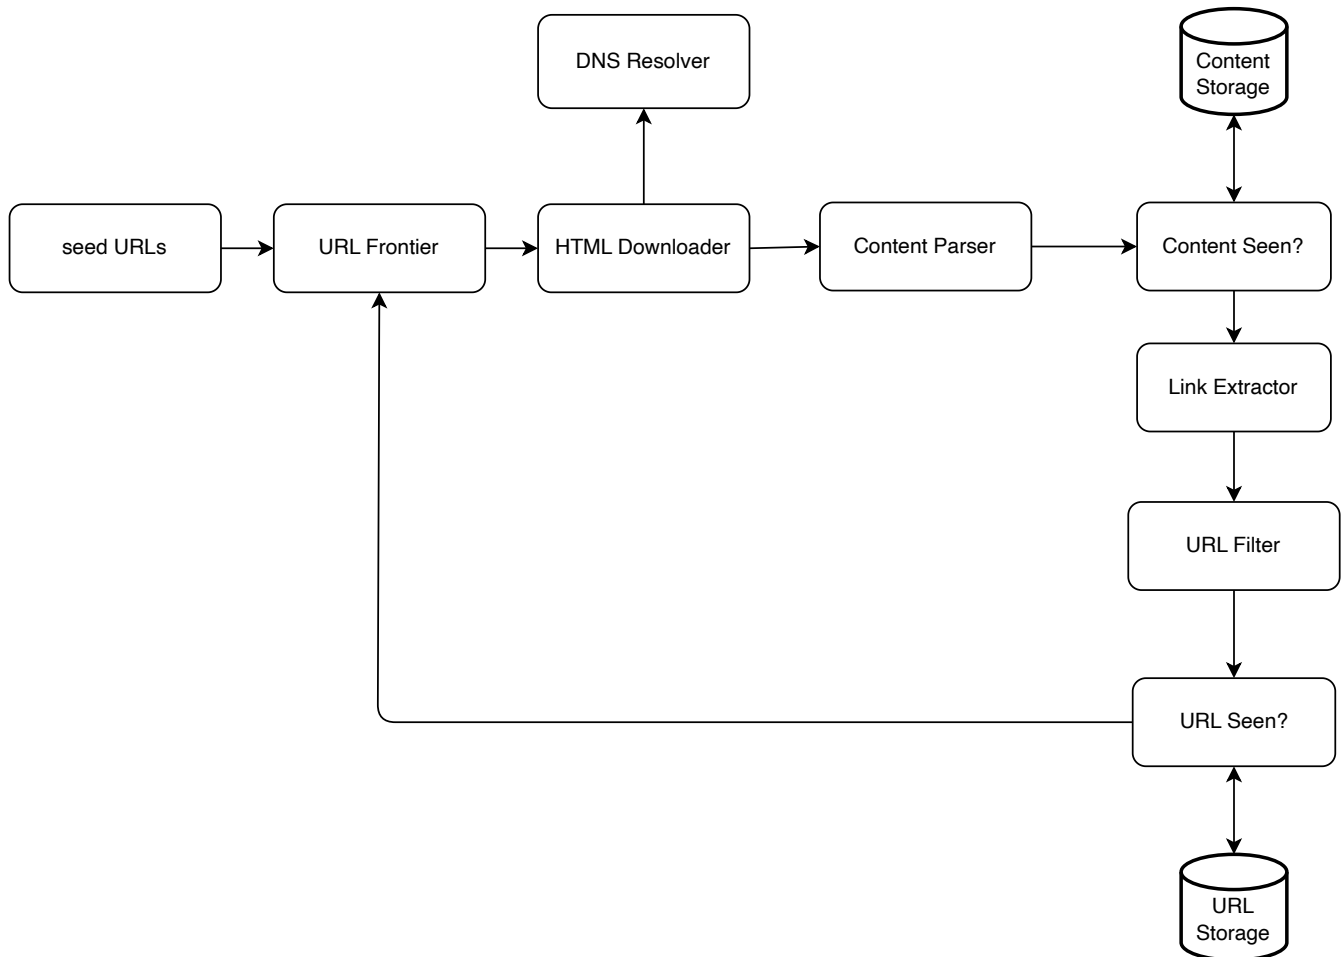 DNS Resolver
Content
Storage
seed URLs
URL Frontier
HTML Downloader
Content Parser
Content Seen?
Link Extractor
URL Filter
URL Seen?
URL
Storage